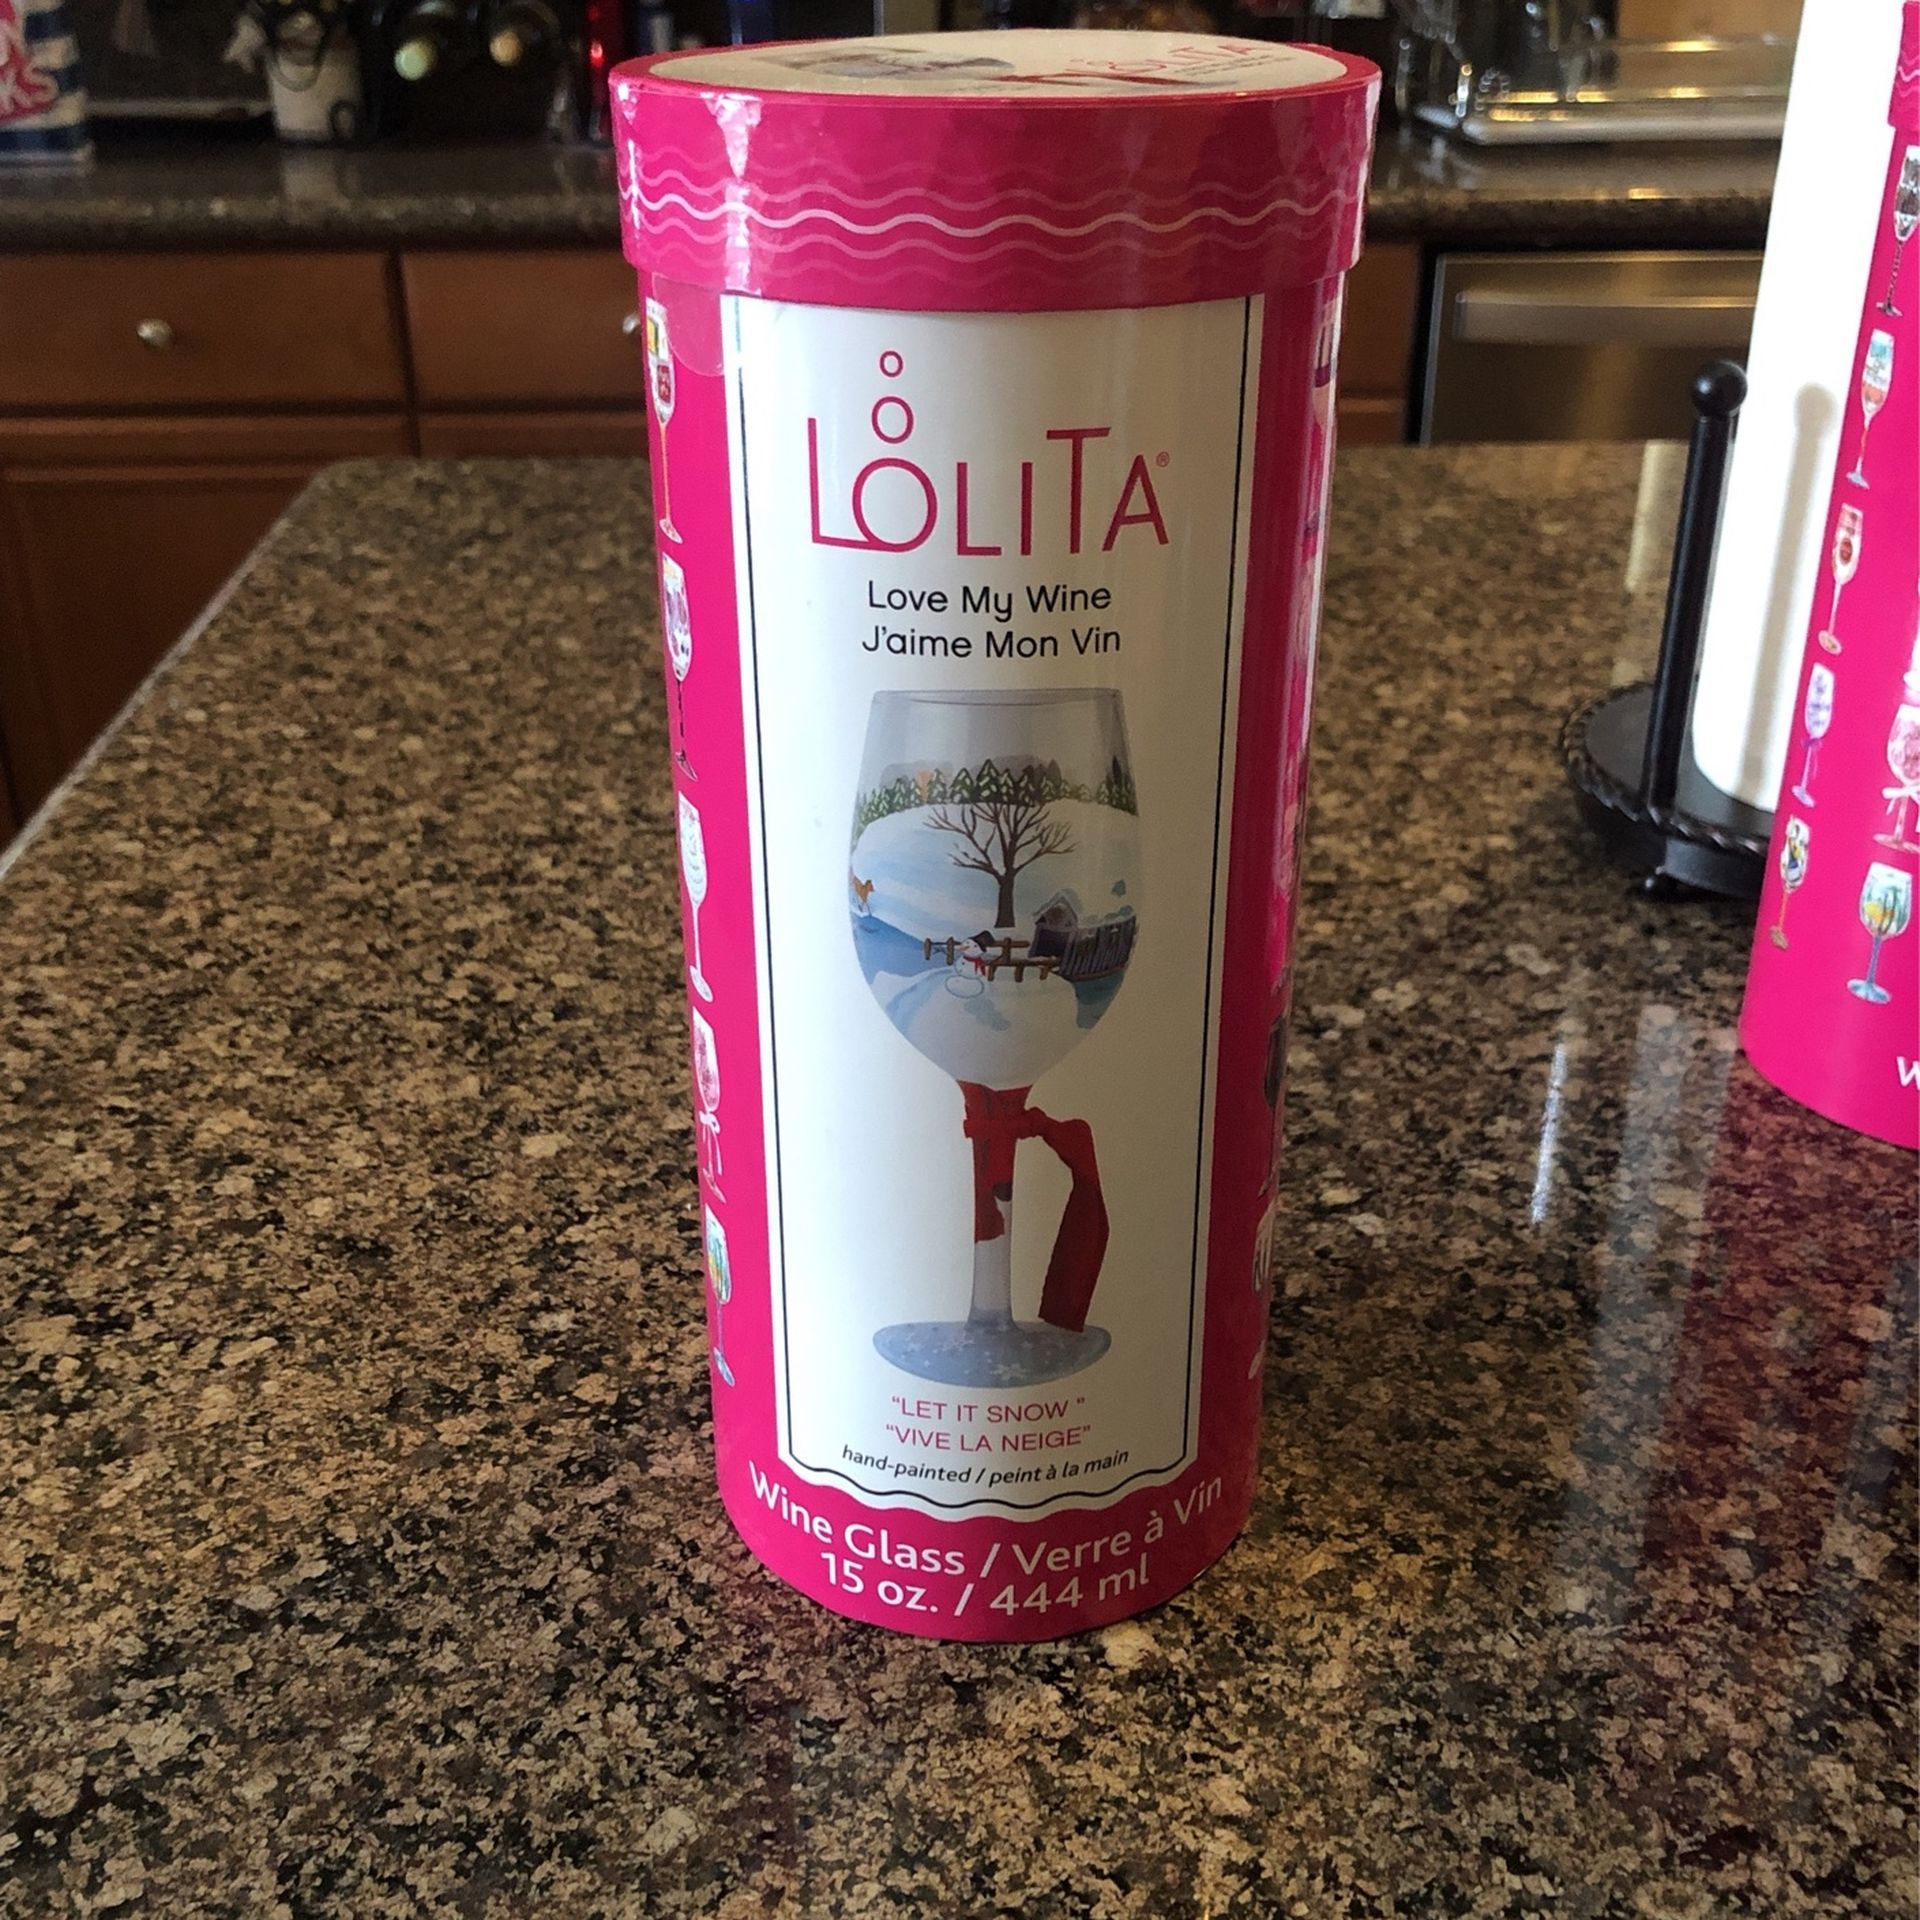 LOLITA
LOLITA®
Love My Wine
J'aime Mon Vin
"LET IT SNOW "
"VIVE LA NEIGE"
hand-painted / peint à la main
Wine Glass / Verre à Vin
15 oz. / 444 ml